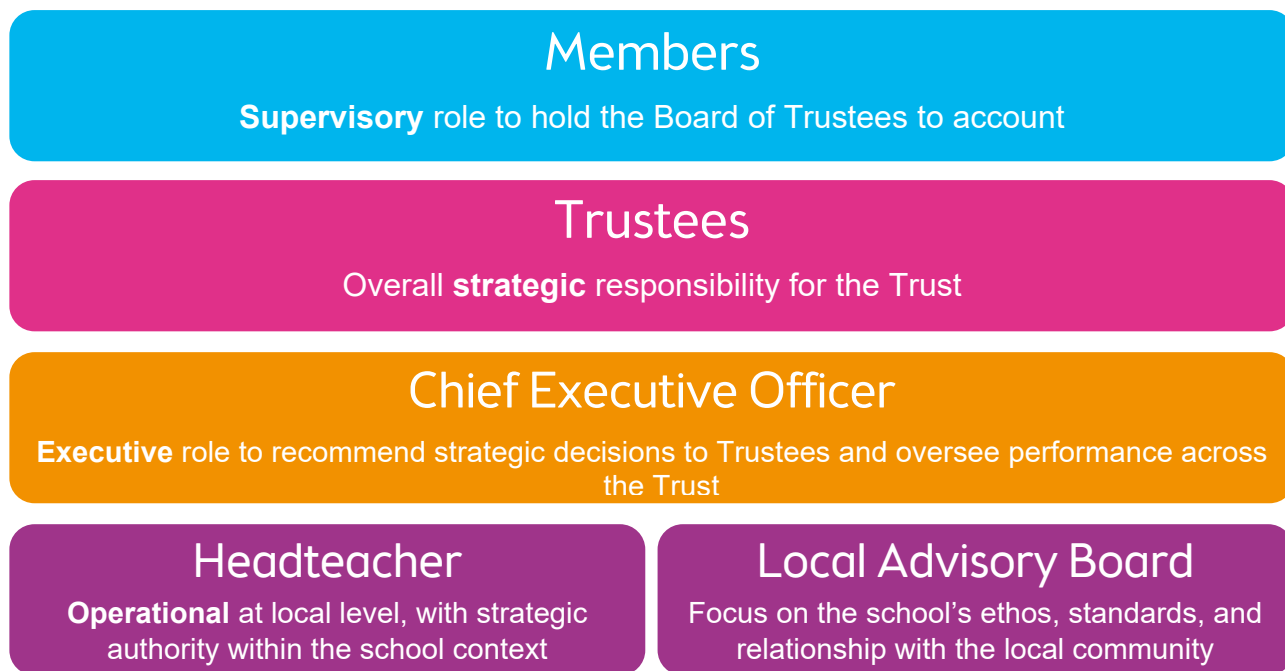 Members
Supervisory role to hold the Board of Trustees to account
Trustees
Overall strategic responsibility for the Trust
Chief Executive Officer
Executive role to recommend strategic decisions to Trustees and oversee performance across
the Trust
Headteacher
Operational at local level, with strategic
authority within the school context
Local Advisory Board
Focus on the school’s ethos, standards, and
relationship with the local community